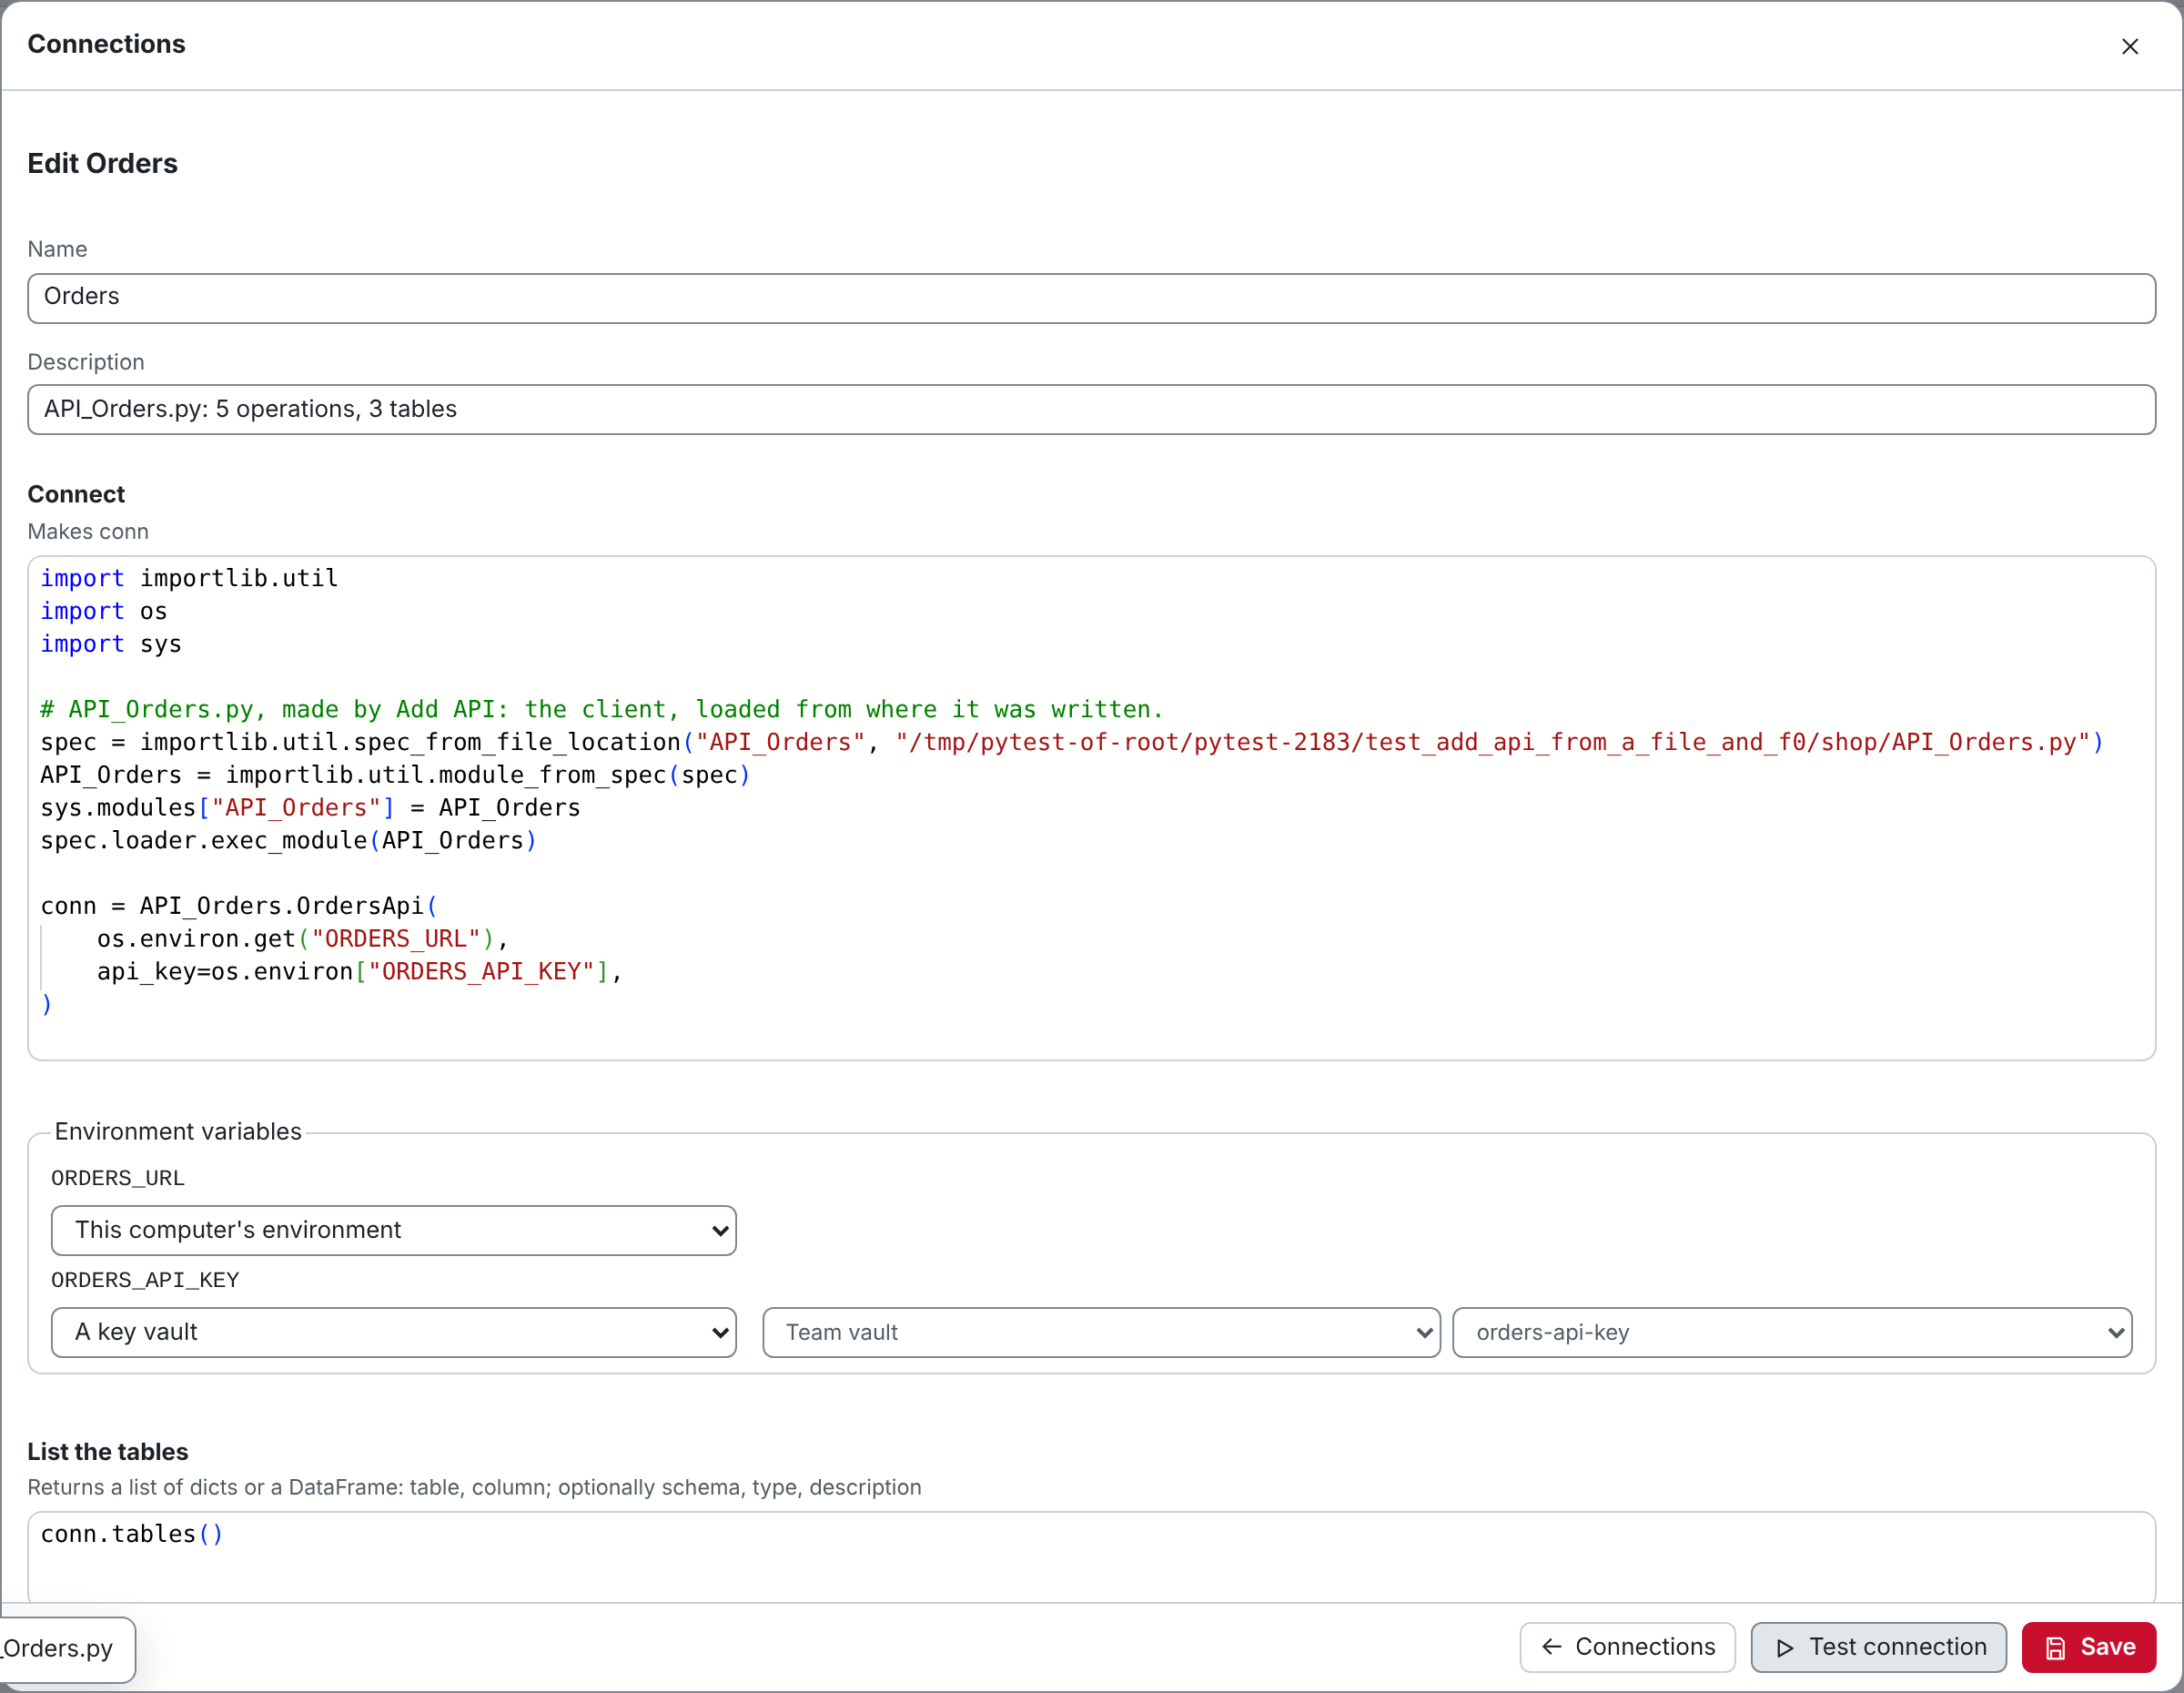 Connections
Edit Orders
Name
Orders
Description
API_Orders.py: 5 operations, 3 tables
Connect
Makes conn
import importlib.util
import os
import sys
# API_Orders.py, made by Add API: the client, loaded from where it was written.
spec = importlib.util.spec_from_file_location("API_Orders", "/tmp/pytest-of-root/pytest-2183/test_add_api_from_a_file_and_f0/shop/API_Orders.py")
API_Orders = importlib.util.module_from_spec(spec)
sys.modules["API_Orders"] = API_Orders
spec.loader.exec_module(API_Orders)
conn = API_Orders.OrdersApi(
    os.environ.get("ORDERS_URL"),
    api_key=os.environ["ORDERS_API_KEY"],
)
Environment variables
ORDERS_URL
This computer's environment
ORDERS_API_KEY
A key vault
Team vault
orders-api-key
List the tables
Returns a list of dicts or a DataFrame: table, column; optionally schema, type, description
conn.tables()
_Orders.py
Connections
Test connection
Save